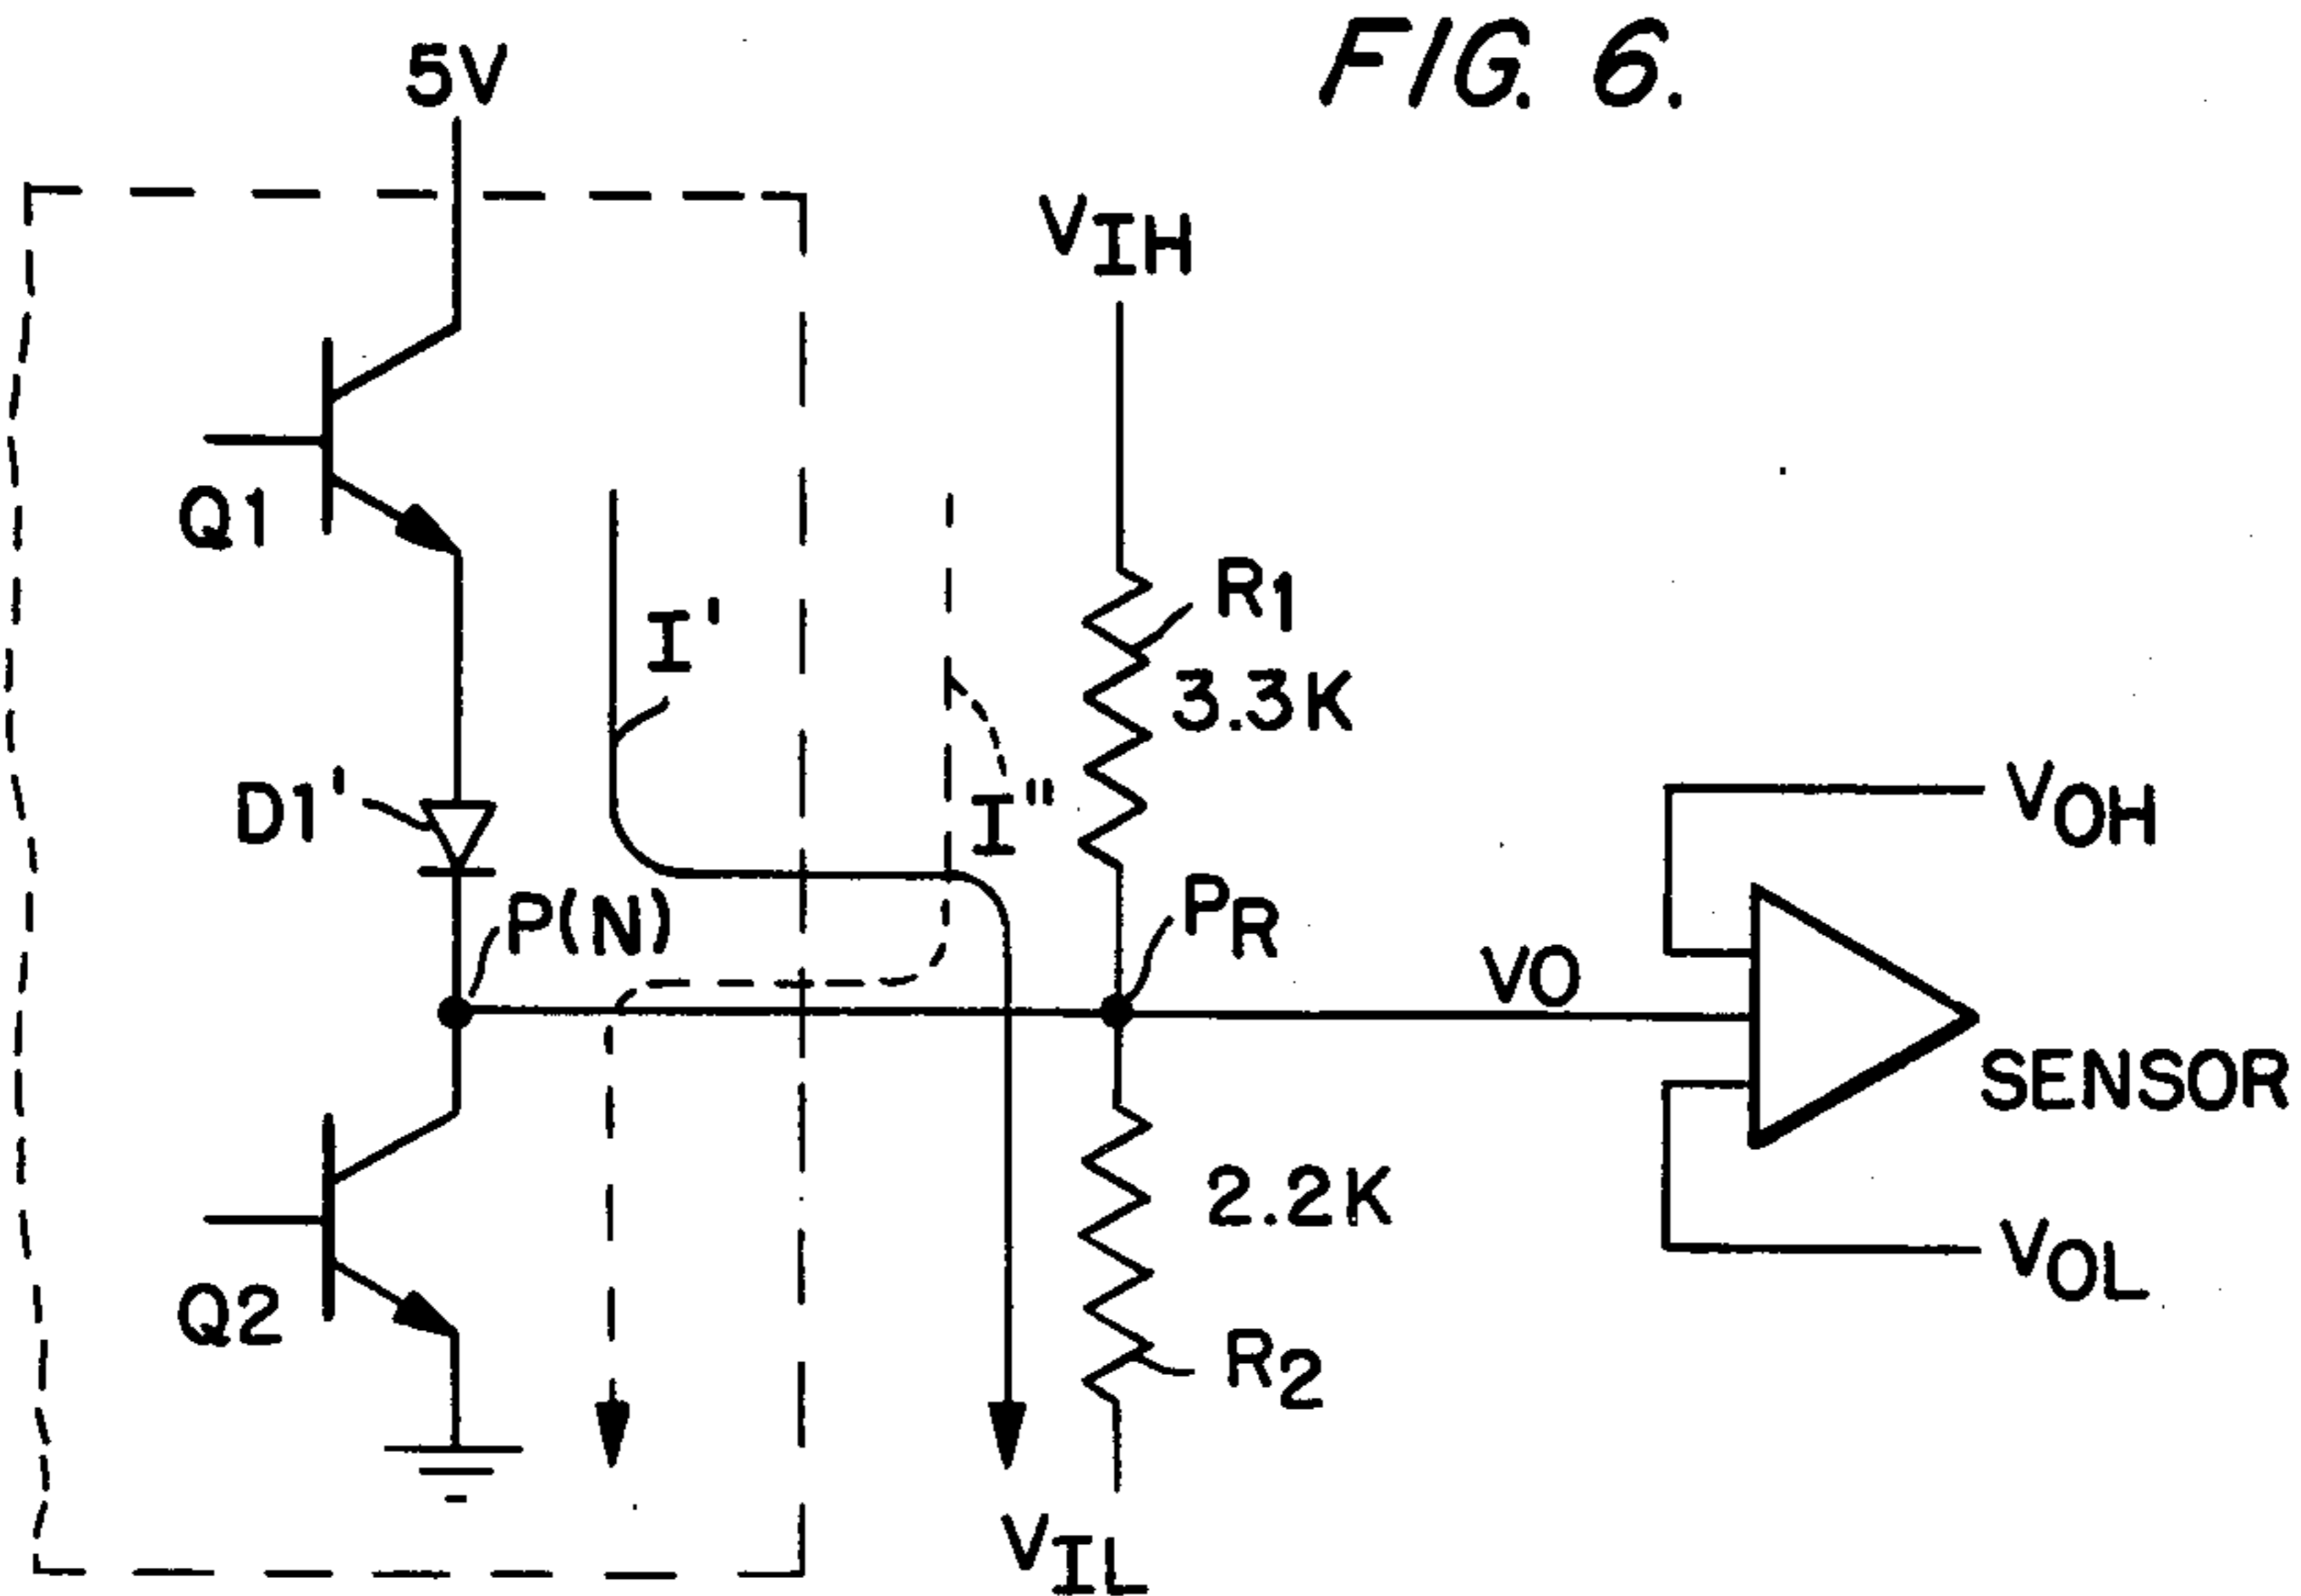 FIG. 6.
5V
VIH
Q1
R1
3.3K
I'
D1'
I"
P(N)
PR
VO
VOH
SENSOR
2.2K
Q2
R2
VOL
VIL